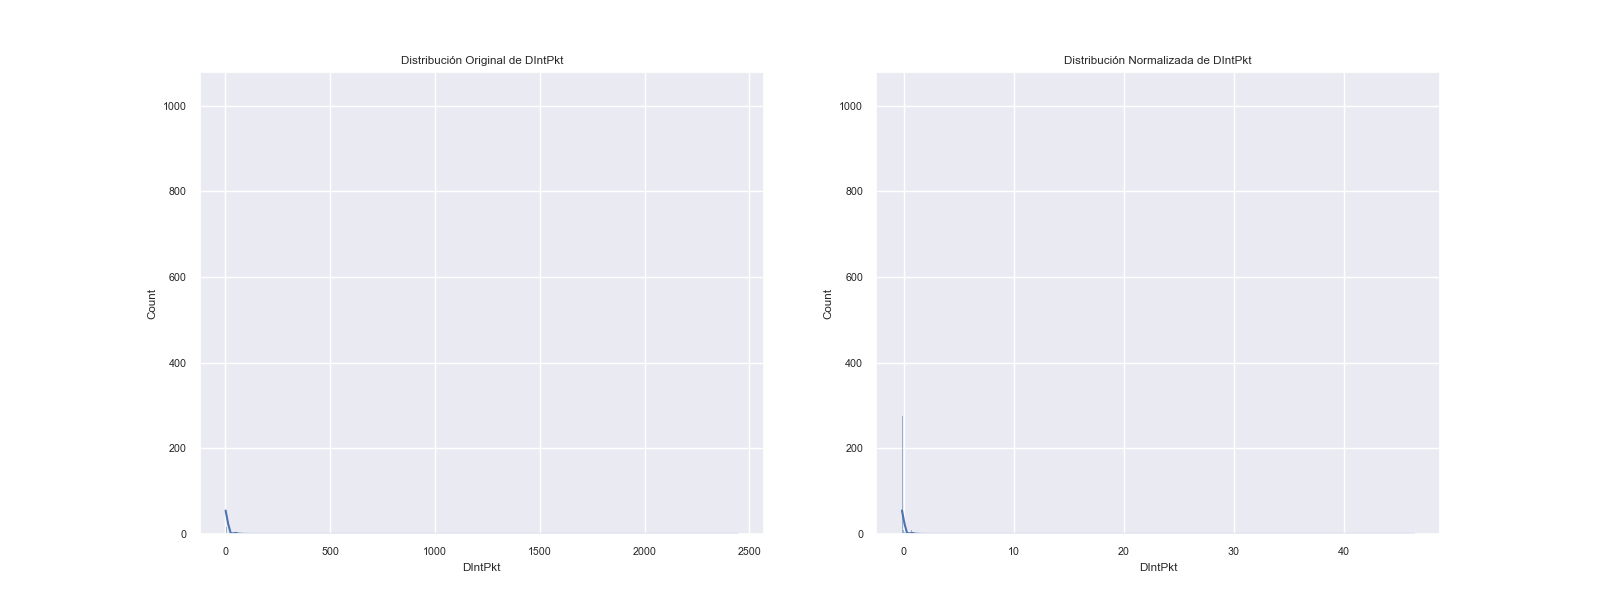 Distribución Original de DIntPkt
Count
1000
800
600
400
200
0
0 500 1000 1500 2000 2500
DIntPkt
Distribución Normalizada de DIntPkt
Count
1000
800
600
400
200
0
0 10 20 30 40
DIntPkt